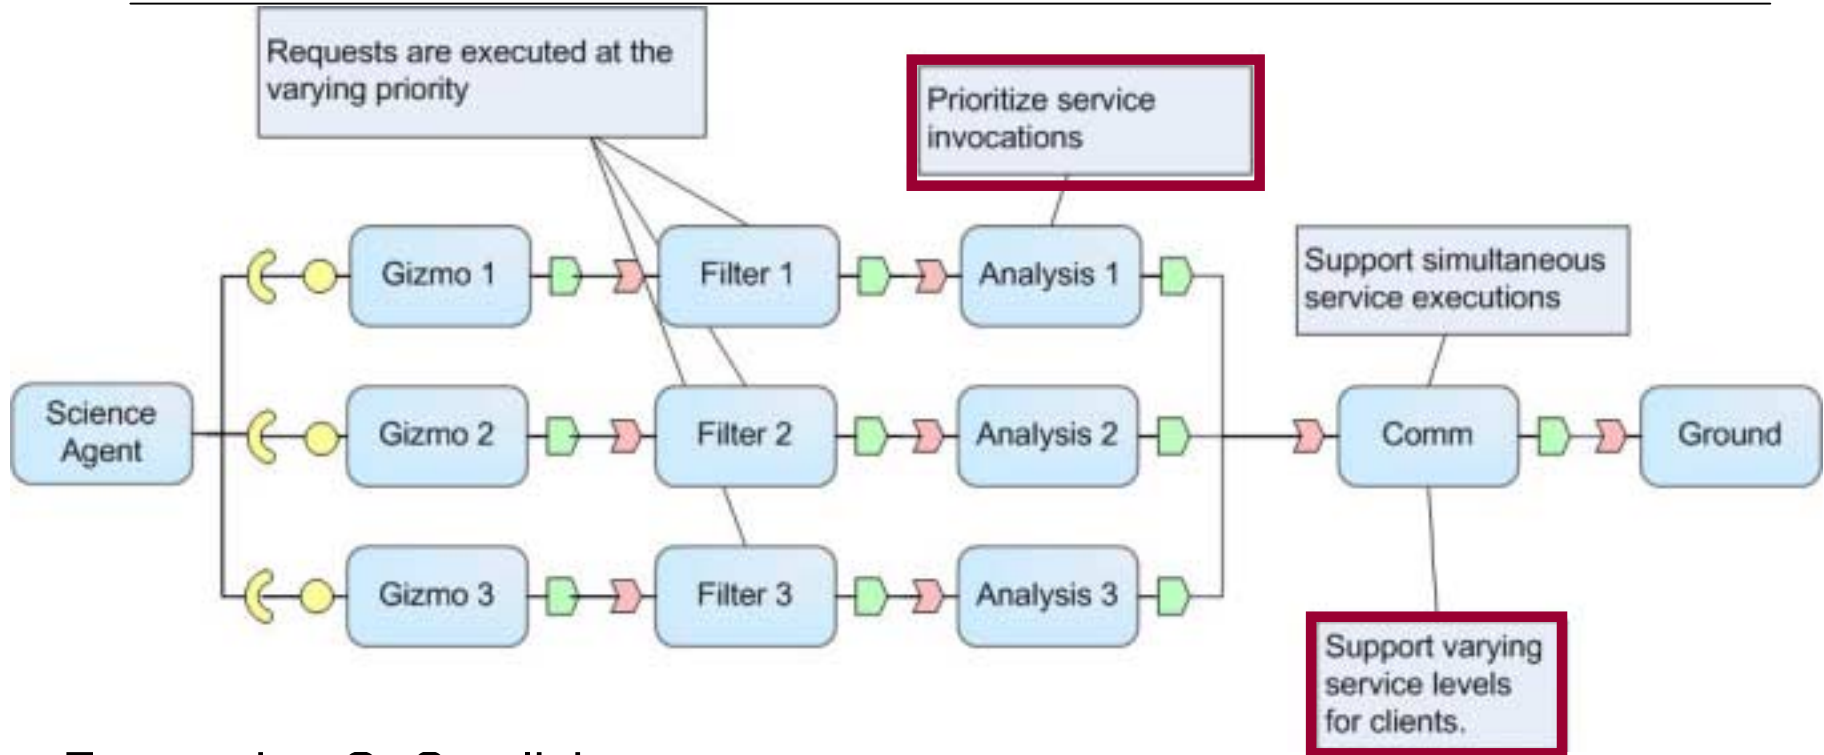 Requests are executed at the
varying priority
Prioritize service
invocations
Support simultaneous
service executions
Gizmo 1
Filter 1
Analysis 1
Science
Agent
Gizmo 2
Filter 2
Analysis 2
Comm
Ground
Gizmo 3
Filter 3
Analysis 3
Support varying
service levels
for clients.